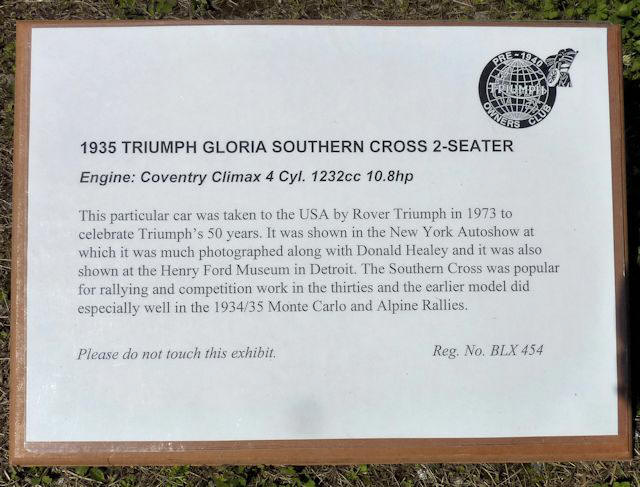 PRE-1940
TRIUMPH
OWNERS CLUB
1935 TRIUMPH GLORIA SOUTHERN CROSS 2-SEATER
Engine: Coventry Climax 4 Cyl. 1232cc 10.8hp
This particular car was taken to the USA by Rover Triumph in 1973 to
celebrate Triumph's 50 years. It was shown in the New York Autoshow at
which it was much photographed along with Donald Healey and it was also
shown at the Henry Ford Museum in Detroit. The Southern Cross was popular
for rallying and competition work in the thirties and the earlier model did
especially well in the 1934/35 Monte Carlo and Alpine Rallies.
Please do not touch this exhibit. Reg. No. BLX 454